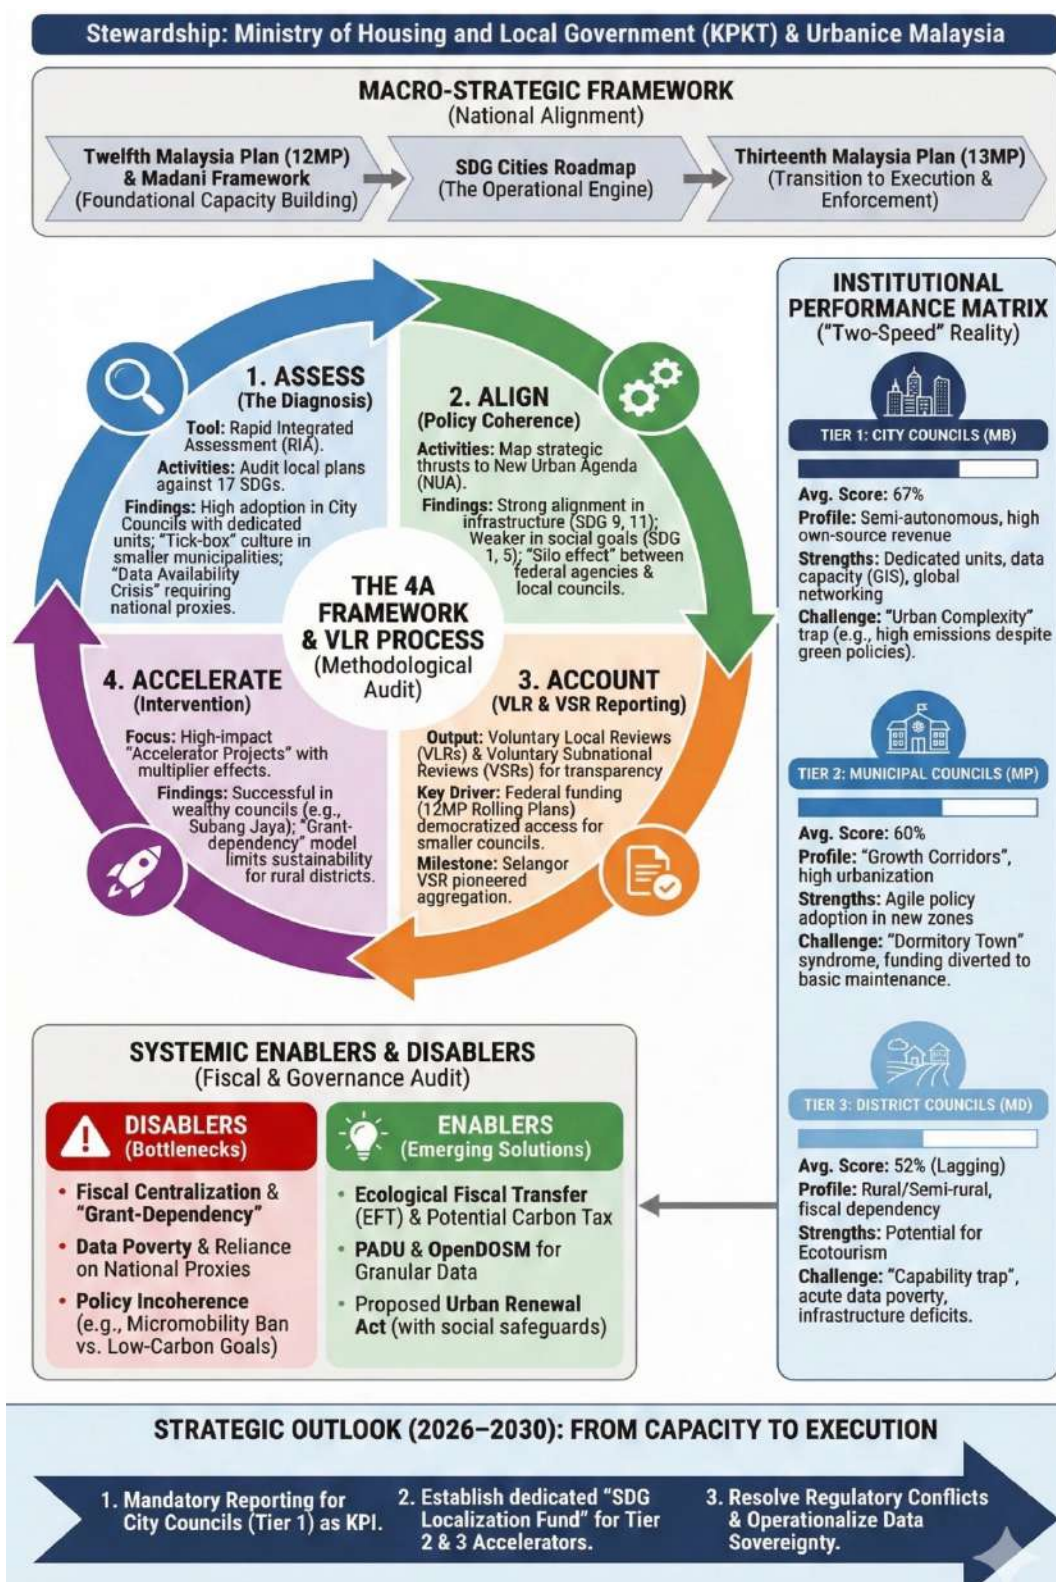 Stewardship: Ministry of Housing and Local Government (KPKT) & Urbanice Malaysia
MACRO-STRATEGIC FRAMEWORK
(National Alignment)
Twelfth Malaysia Plan (12MP)
& Madani Framework
(Foundational Capacity Building)
SDG Cities Roadmap
(The Operational Engine)
Thirteenth Malaysia Plan (13MP)
(Transition to Execution &
Enforcement)
1. ASSESS
(The Diagnosis)
Tool: Rapid Integrated
Assessment (RIA).
Activities: Audit local plans
against 17 SDGs.
Findings: High adoption in City
Councils with dedicated
units; "Tick-box" culture in
smaller municipalities;
"Data Availability
Crisis" requiring
national proxies.
2. ALIGN
(Policy Coherence)
Activities: Map strategic
thrusts to New Urban Agenda
(NUA).
Findings: Strong alignment in
infrastructure (SDG 9, 11);
Weaker in social goals (SDG
1, 5); "Silo effect" between
federal agencies &
local councils.
THE 4A
FRAMEWORK
& VLR PROCESS
(Methodological
Audit)
3. ACCOUNT
(VLR & VSR Reporting)
Output: Voluntary Local Reviews
(VLRs) & Voluntary Subnational
Reviews (VSRs) for transparency
Key Driver: Federal funding
(12MP Rolling Plans)
democratized access for
smaller councils.
Milestone: Selangor
VSR pioneered
aggregation.
4. ACCELERATE
(Intervention)
Focus: High-impact
"Accelerator Projects" with
multiplier effects.
Findings: Successful in
wealthy councils (e.g.,
Subang Jaya); "Grant-
dependency" model
limits sustainability
for rural districts.
INSTITUTIONAL
PERFORMANCE MATRIX
("Two-Speed" Reality)
TIER 1: CITY COUNCILS (MB)
Avg. Score: 67%
Profile: Semi-autonomous, high
own-source revenue
Strengths: Dedicated units, data
capacity (GIS), global
networking
Challenge: "Urban Complexity"
trap (e.g., high emissions despite
green policies).
TIER 2: MUNICIPAL COUNCILS (MP)
Avg. Score: 60%
Profile: "Growth Corridors",
high urbanization
Strengths: Agile policy
adoption in new zones
Challenge: "Dormitory Town"
syndrome, funding diverted to
basic maintenance.
TIER 3: DISTRICT COUNCILS (MD)
Avg. Score: 52% (Lagging)
Profile: Rural/Semi-rural,
fiscal dependency
Strengths: Potential for
Ecotourism
Challenge: "Capability trap",
acute data poverty,
infrastructure deficits.
SYSTEMIC ENABLERS & DISABLERS
(Fiscal & Governance Audit)
DISABLERS
(Bottlenecks)
• Fiscal Centralization &
"Grant-Dependency"
• Data Poverty & Reliance
on National Proxies
• Policy Incoherence
(e.g., Micromobility Ban
vs. Low-Carbon Goals)
ENABLERS
(Emerging Solutions)
• Ecological Fiscal Transfer
(EFT) & Potential Carbon Tax
• PADU & OpenDOSM for
Granular Data
• Proposed Urban Renewal
Act (with social safeguards)
STRATEGIC OUTLOOK (2026–2030): FROM CAPACITY TO EXECUTION
1. Mandatory Reporting for
City Councils (Tier 1) as KPI.
2. Establish dedicated "SDG
Localization Fund" for Tier
2 & 3 Accelerators.
3. Resolve Regulatory Conflicts
& Operationalize Data
Sovereignty.